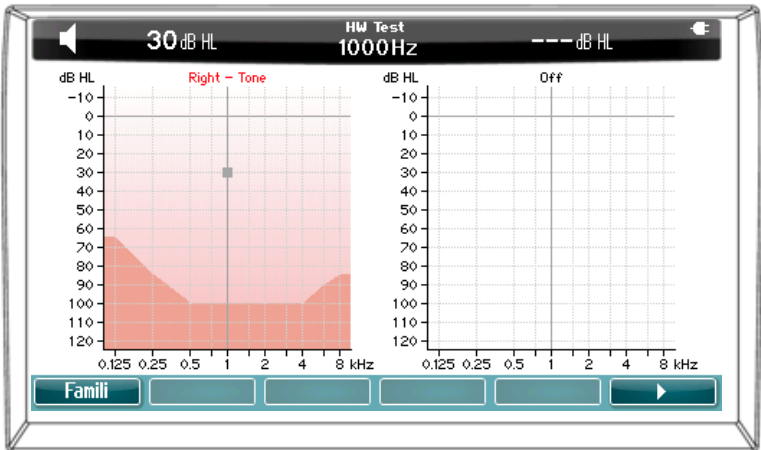 30 dB HL
HW Test
1000Hz
--- dB HL
dB HL
Right - Tone
-10
0
10
20
30
40
50
60
70
80
90
100
110
120
0.125 0.25 0.5 1 2 4 8 kHz
dB HL
Off
-10
0
10
20
30
40
50
60
70
80
90
100
110
120
0.125 0.25 0.5 1 2 4 8 kHz
Famili